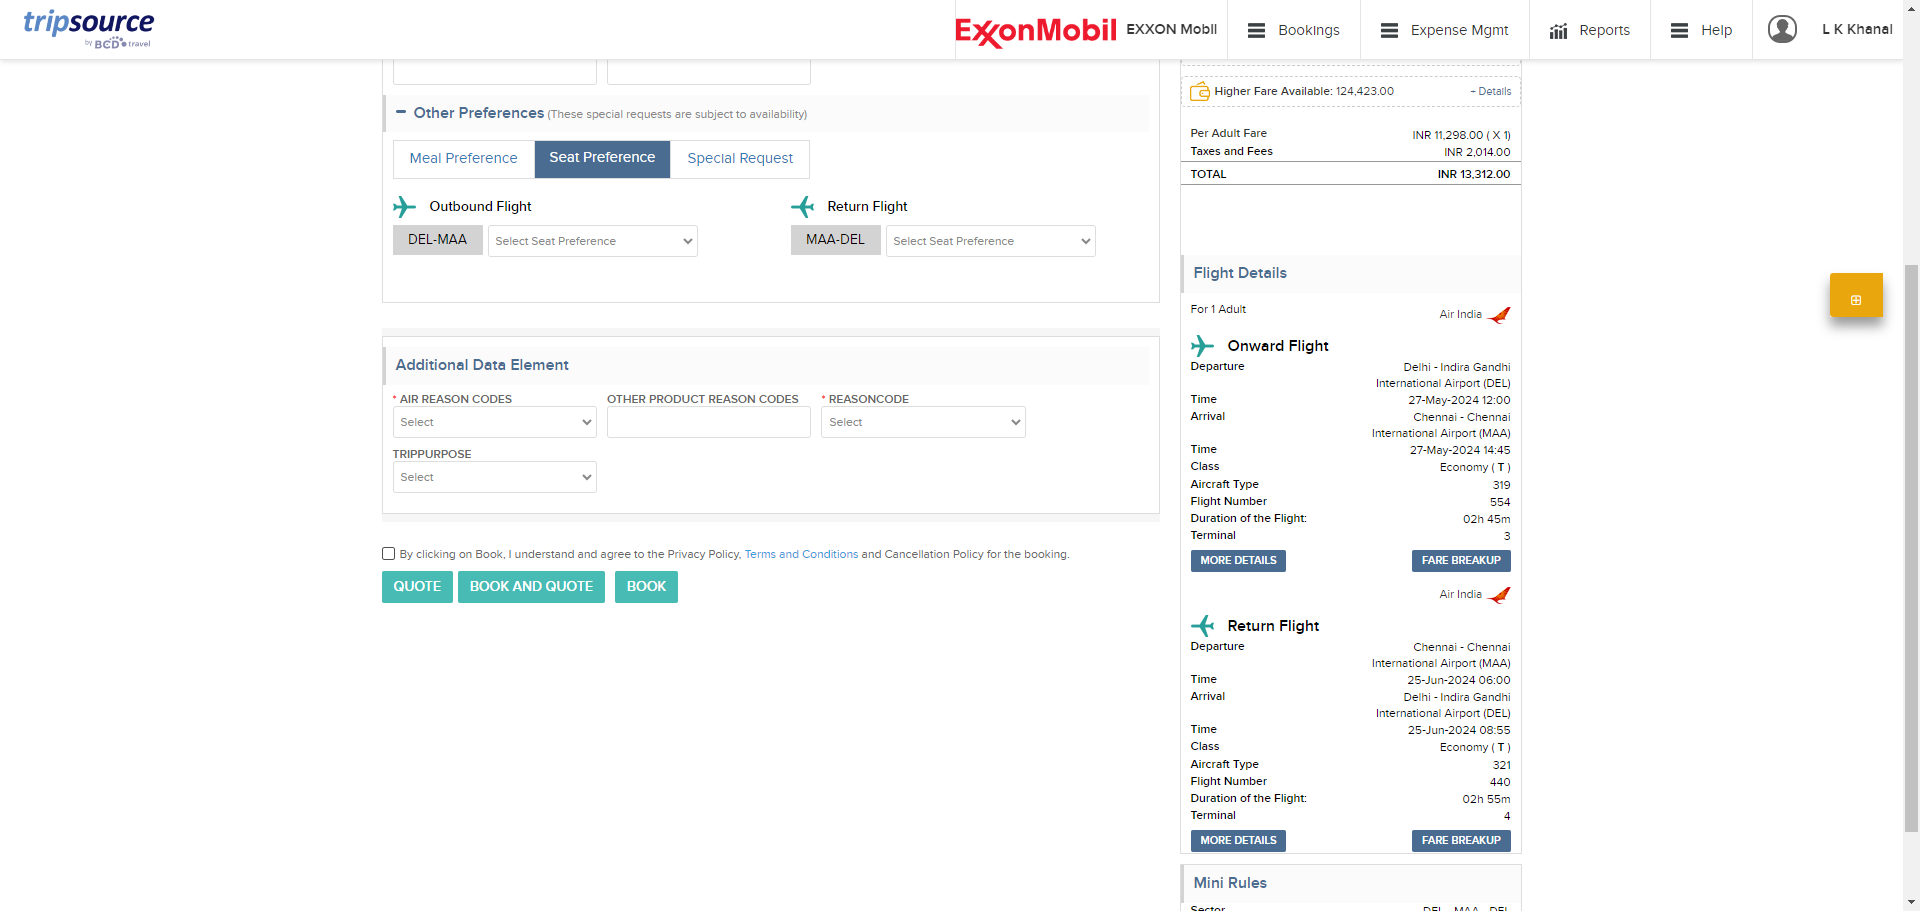 tripsource
by BCD travel
ExxonMobil EXXON Mobil
Bookings
Expense Mgmt
Reports
Help
L K Khanal
− Other Preferences (These special requests are subject to availability)
Meal Preference
Seat Preference
Special Request
Outbound Flight
Return Flight
DEL-MAA Select Seat Preference
MAA-DEL Select Seat Preference
Additional Data Element
* AIR REASON CODES
OTHER PRODUCT REASON CODES
* REASONCODE
Select
Select
TRIPPURPOSE
Select
By clicking on Book, I understand and agree to the Privacy Policy, Terms and Conditions and Cancellation Policy for the booking.
QUOTE
BOOK AND QUOTE
BOOK
Higher Fare Available: 124,423.00 + Details
Per Adult Fare INR 11,298.00 ( X 1)
Taxes and Fees INR 2,014.00
TOTAL INR 13,312.00
Flight Details
For 1 Adult Air India
Onward Flight
Departure Delhi - Indira Gandhi
International Airport (DEL)
Time 27-May-2024 12:00
Arrival Chennai - Chennai
International Airport (MAA)
Time 27-May-2024 14:45
Class Economy ( T )
Aircraft Type 319
Flight Number 554
Duration of the Flight: 02h 45m
Terminal 3
MORE DETAILS FARE BREAKUP
Air India
Return Flight
Departure Chennai - Chennai
International Airport (MAA)
Time 25-Jun-2024 06:00
Arrival Delhi - Indira Gandhi
International Airport (DEL)
Time 25-Jun-2024 08:55
Class Economy ( T )
Aircraft Type 321
Flight Number 440
Duration of the Flight: 02h 55m
Terminal 4
MORE DETAILS FARE BREAKUP
Mini Rules
Sector DEL - MAA - DEL